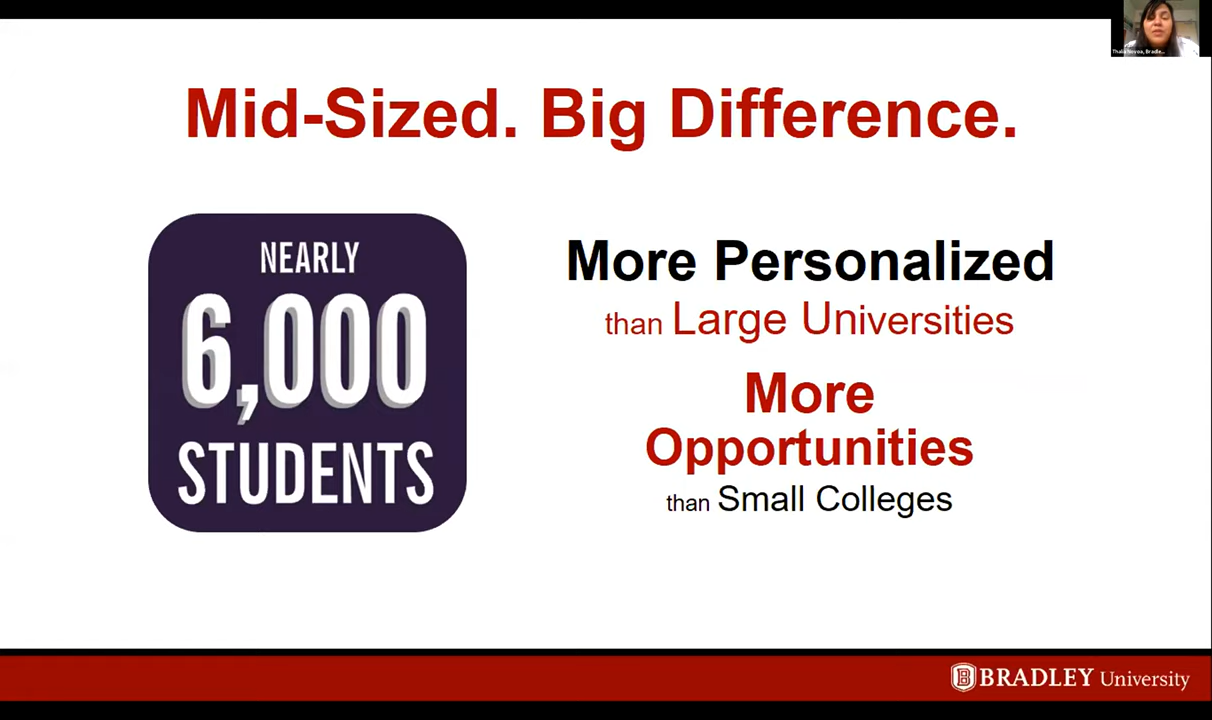 Mid-Sized. Big Difference.
NEARLY
6,000
STUDENTS
More Personalized
than Large Universities
More
Opportunities
than Small Colleges
BRADLEY University